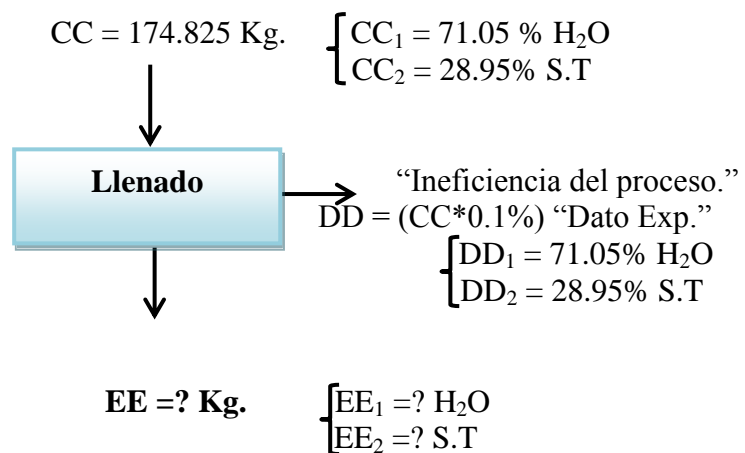 CC = 174.825 Kg.
CC₁ = 71.05 % H₂O
CC₂ = 28.95% S.T
Llenado
“Ineficiencia del proceso.”
DD = (CC*0.1%) “Dato Exp.”
DD₁ = 71.05% H₂O
DD₂ = 28.95% S.T
EE =? Kg.
EE₁ =? H₂O
EE₂ =? S.T